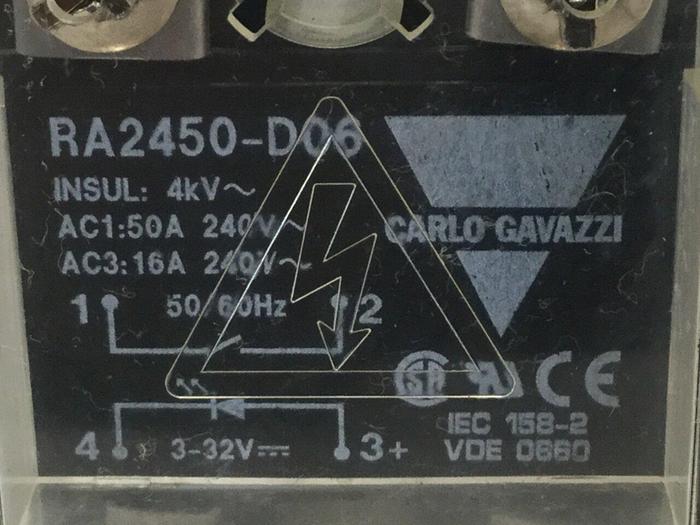 RA2450-D06
INSUL: 4kV~
AC1:50A 240V~
CARLO GAVAZZI
AC3:16A 240V~
1 50/60Hz 2
SA CE
IEC 158-2
4 3-32V⎓ 3+
VDE 0660